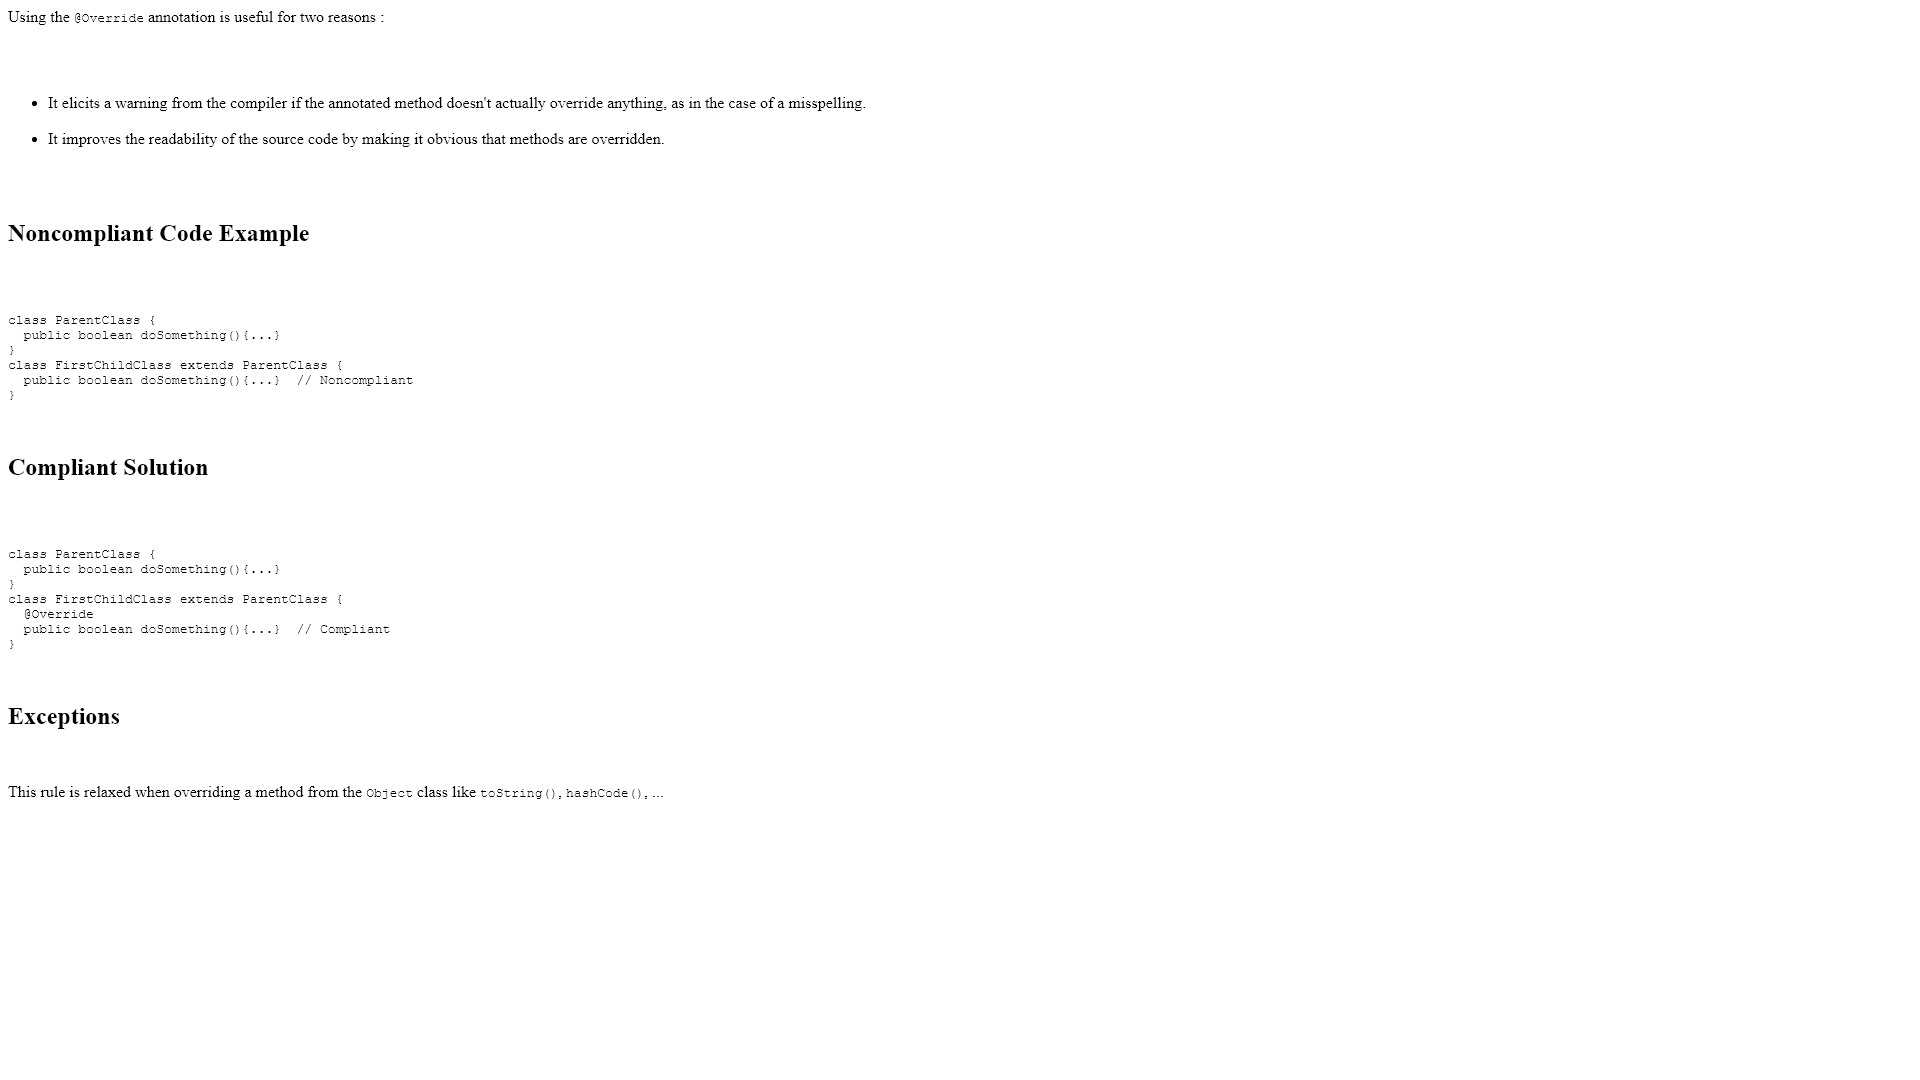 Using the @Override annotation is useful for two reasons :
• It elicits a warning from the compiler if the annotated method doesn't actually override anything, as in the case of a misspelling.
• It improves the readability of the source code by making it obvious that methods are overridden.
Noncompliant Code Example
class ParentClass {
  public boolean doSomething(){...}
}
class FirstChildClass extends ParentClass {
  public boolean doSomething(){...}  // Noncompliant
}
Compliant Solution
class ParentClass {
  public boolean doSomething(){...}
}
class FirstChildClass extends ParentClass {
  @Override
  public boolean doSomething(){...}  // Compliant
}
Exceptions
This rule is relaxed when overriding a method from the Object class like toString(), hashCode(), ...